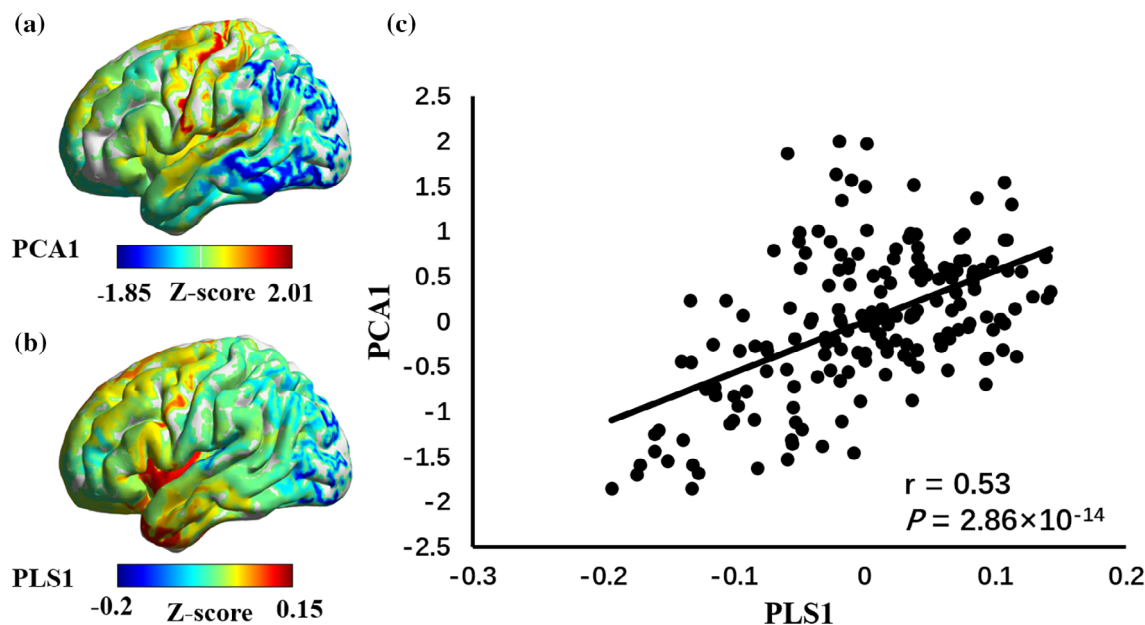 (a)
PCA1
-1.85 Z-score 2.01
(b)
PLS1
-0.2 Z-score 0.15
(c)
PCA1
2.5
2
1.5
1
0.5
0
-0.5
-1
-1.5
-2
-2.5
r = 0.53
P = 2.86×10⁻¹⁴
-0.3 -0.2 -0.1 0 0.1 0.2
PLS1